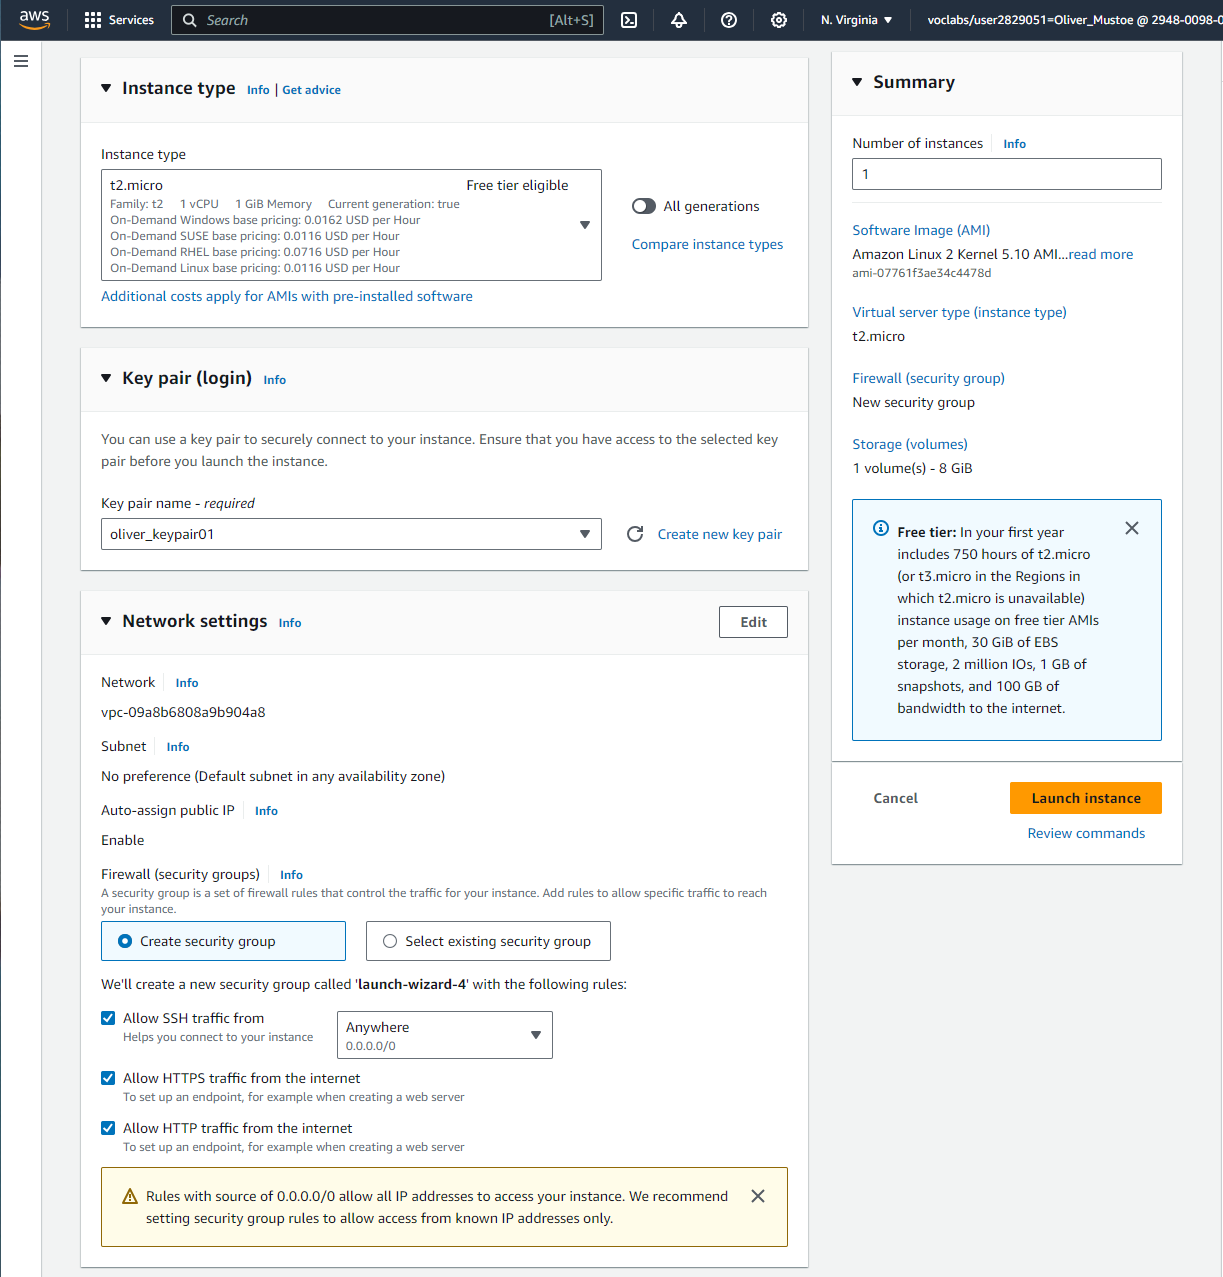 aws
Services
Search
[Alt+S]
N. Virginia
voclabs/user2829051=Oliver_Mustoe @ 2948-0098-
Instance type
Info | Get advice
Instance type
t2.micro
Free tier eligible
Family: t2 1 vCPU 1 GiB Memory Current generation: true
On-Demand Windows base pricing: 0.0162 USD per Hour
On-Demand SUSE base pricing: 0.0116 USD per Hour
On-Demand RHEL base pricing: 0.0716 USD per Hour
On-Demand Linux base pricing: 0.0116 USD per Hour
All generations
Compare instance types
Additional costs apply for AMIs with pre-installed software
Key pair (login)
Info
You can use a key pair to securely connect to your instance. Ensure that you have access to the selected key
pair before you launch the instance.
Key pair name - required
oliver_keypair01
Create new key pair
Network settings
Info
Edit
Network
Info
vpc-09a8b6808a9b904a8
Subnet
Info
No preference (Default subnet in any availability zone)
Auto-assign public IP
Info
Enable
Firewall (security groups)
Info
A security group is a set of firewall rules that control the traffic for your instance. Add rules to allow specific traffic to reach
your instance.
Create security group
Select existing security group
We'll create a new security group called 'launch-wizard-4' with the following rules:
Allow SSH traffic from
Helps you connect to your instance
Anywhere
0.0.0.0/0
Allow HTTPS traffic from the internet
To set up an endpoint, for example when creating a web server
Allow HTTP traffic from the internet
To set up an endpoint, for example when creating a web server
Rules with source of 0.0.0.0/0 allow all IP addresses to access your instance. We recommend
setting security group rules to allow access from known IP addresses only.
Summary
Number of instances
Info
1
Software Image (AMI)
Amazon Linux 2 Kernel 5.10 AMI...read more
ami-07761f3ae34c4478d
Virtual server type (instance type)
t2.micro
Firewall (security group)
New security group
Storage (volumes)
1 volume(s) - 8 GiB
Free tier: In your first year
includes 750 hours of t2.micro
(or t3.micro in the Regions in
which t2.micro is unavailable)
instance usage on free tier AMIs
per month, 30 GiB of EBS
storage, 2 million IOs, 1 GB of
snapshots, and 100 GB of
bandwidth to the internet.
Cancel
Launch instance
Review commands